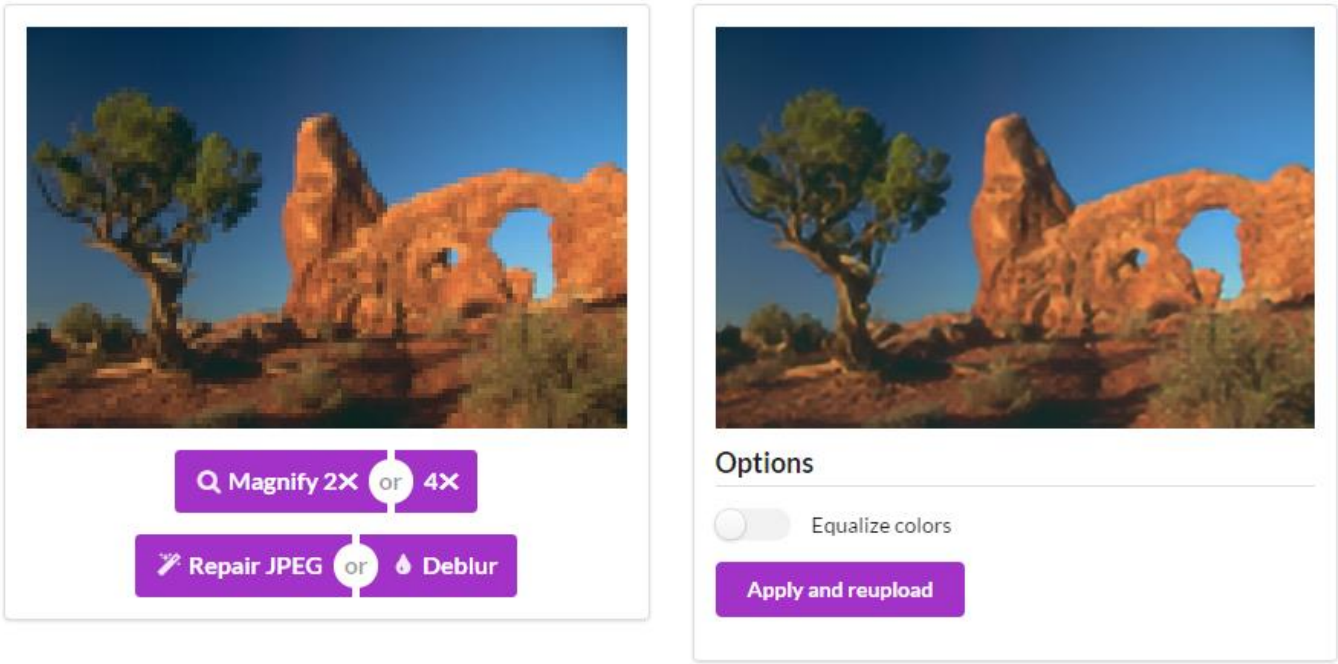 Magnify 2× or 4×
Repair JPEG or Deblur
Options
Equalize colors
Apply and reupload